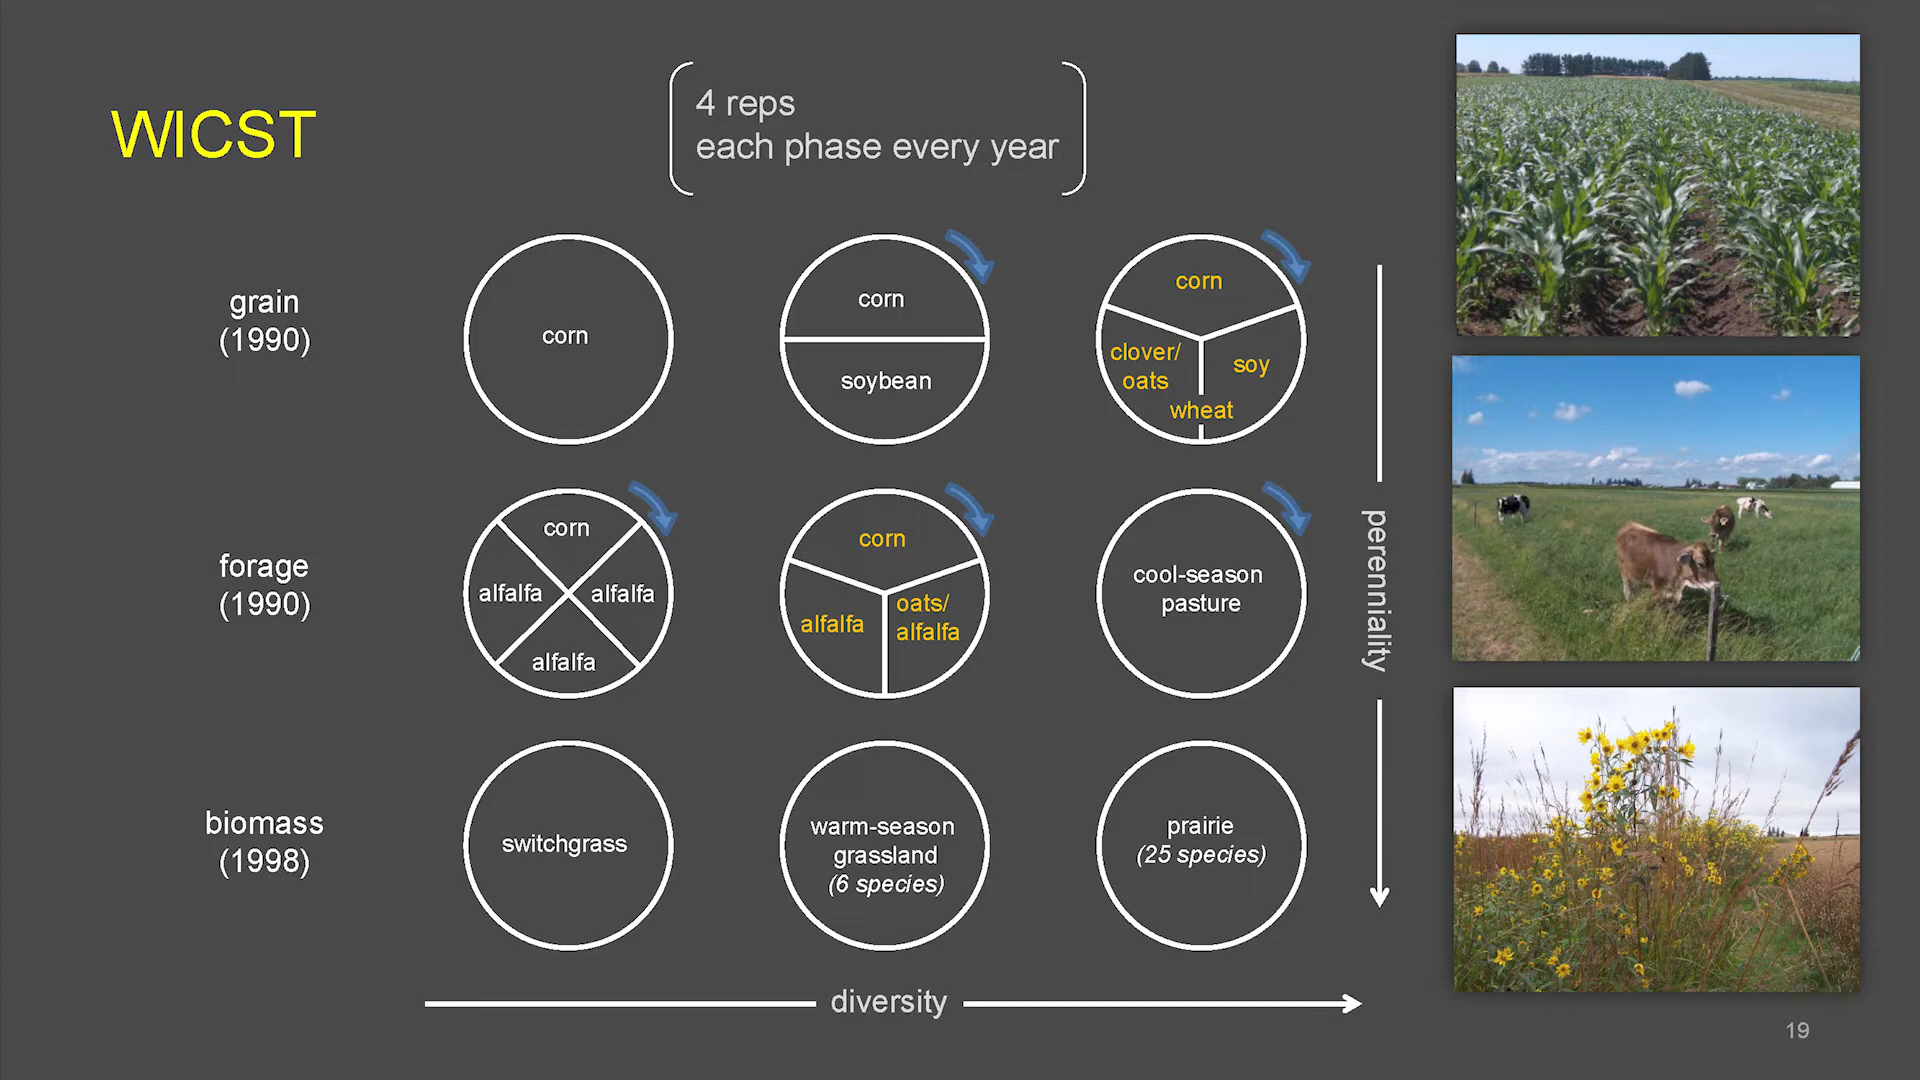 WICST
4 reps
each phase every year
grain
(1990)
corn
corn
soybean
corn
clover/
oats
soy
wheat
forage
(1990)
corn
alfalfa
alfalfa
alfalfa
corn
alfalfa
oats/
alfalfa
cool-season
pasture
perenniality
biomass
(1998)
switchgrass
warm-season
grassland
(6 species)
prairie
(25 species)
diversity
19